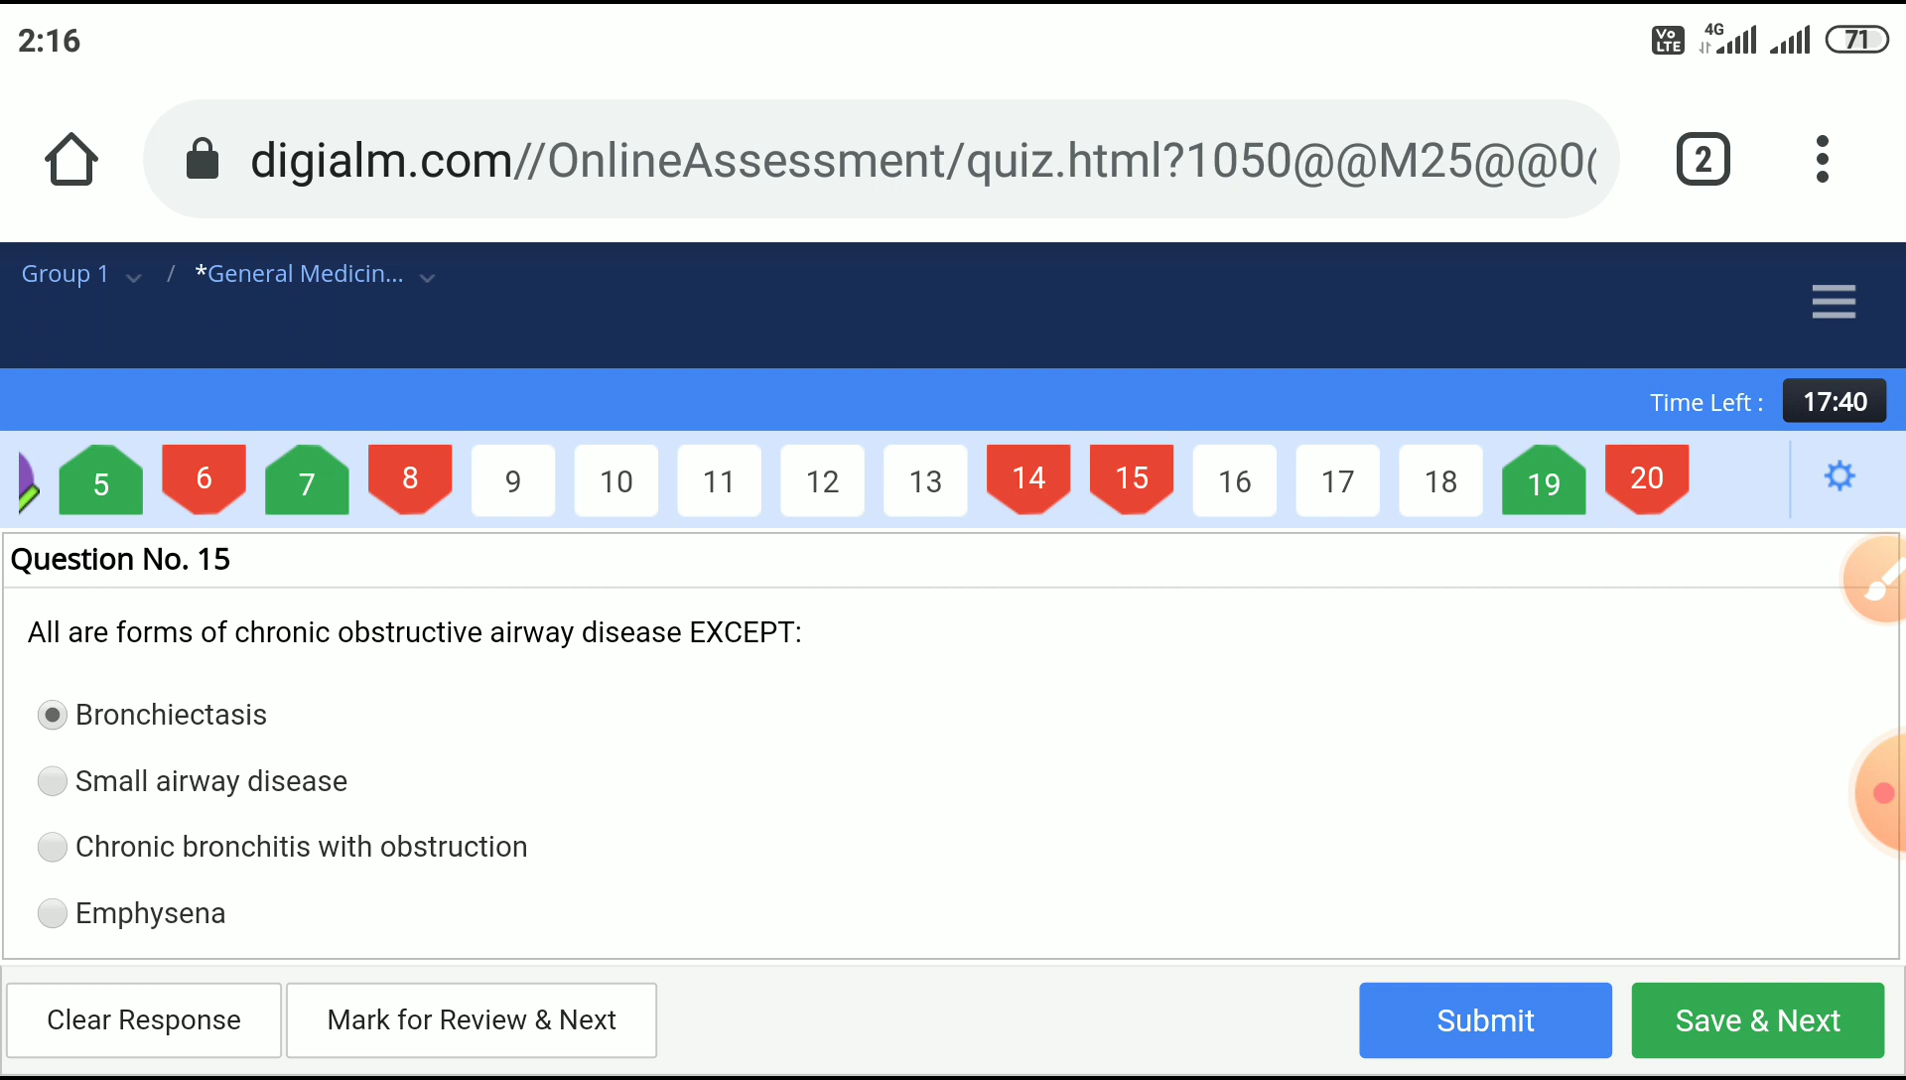 2:16
Vo LTE 4G 71
digialm.com//OnlineAssessment/quiz.html?1050@@M25@@0(
2
Group 1 / *General Medicin...
Time Left : 17:40
5 6 7 8 9 10 11 12 13 14 15 16 17 18 19 20
Question No. 15
All are forms of chronic obstructive airway disease EXCEPT:
Bronchiectasis
Small airway disease
Chronic bronchitis with obstruction
Emphysena
Clear Response Mark for Review & Next Submit Save & Next